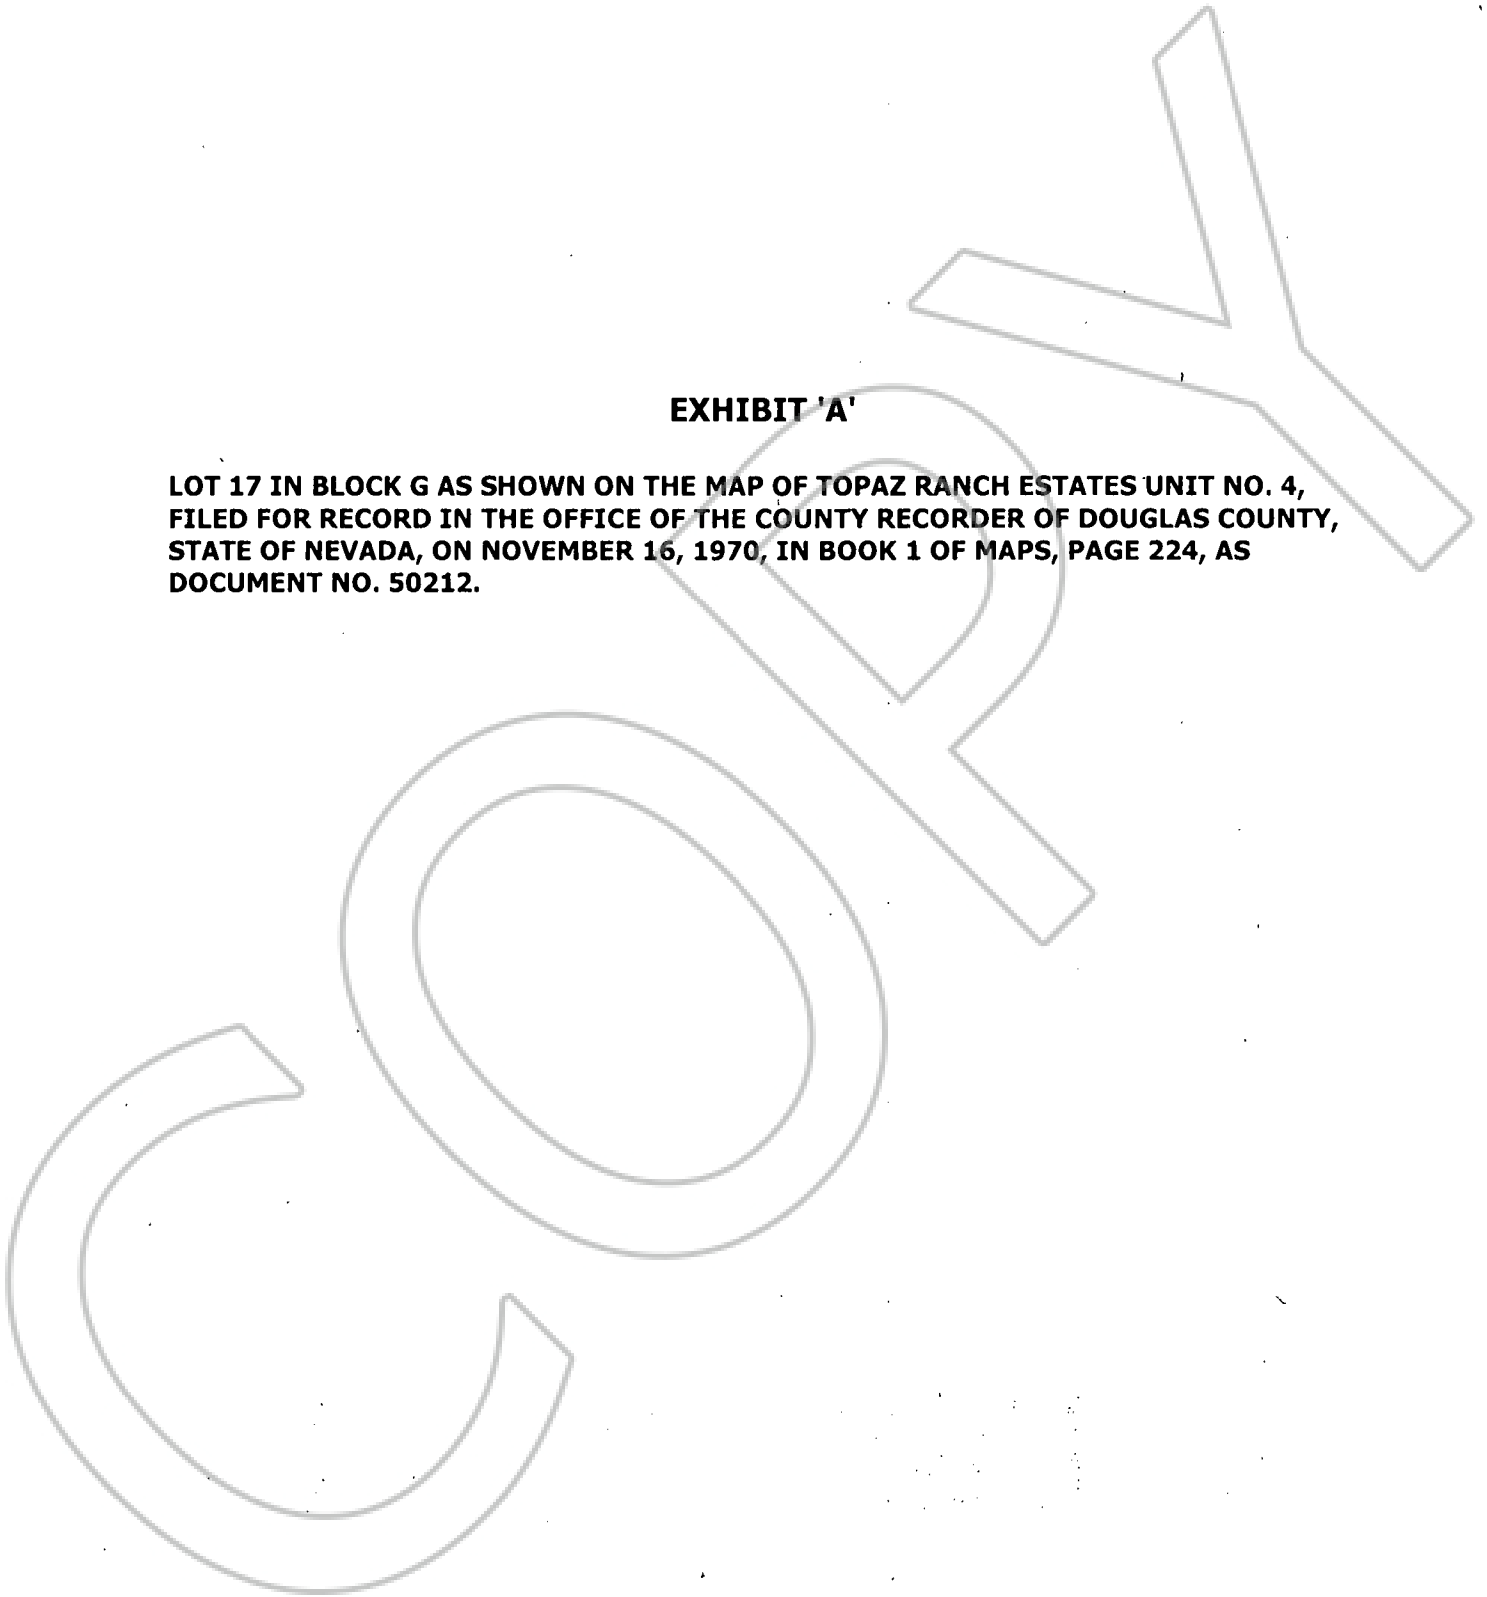 EXHIBIT 'A'
LOT 17 IN BLOCK G AS SHOWN ON THE MAP OF TOPAZ RANCH ESTATES UNIT NO. 4,
FILED FOR RECORD IN THE OFFICE OF THE COUNTY RECORDER OF DOUGLAS COUNTY,
STATE OF NEVADA, ON NOVEMBER 16, 1970, IN BOOK 1 OF MAPS, PAGE 224, AS
DOCUMENT NO. 50212.
COPY